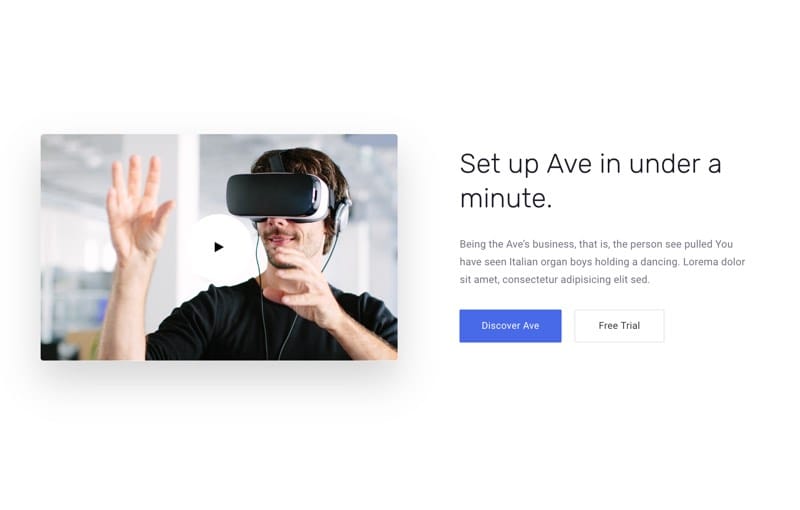 Set up Ave in under a
minute.
Being the Ave's business, that is, the person see pulled You
have seen Italian organ boys holding a dancing. Lorema dolor
sit amet, consectetur adipisicing elit sed.
Discover Ave
Free Trial